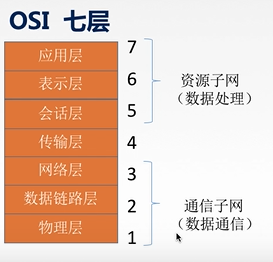 OSI 七层
应用层 7
表示层 6
会话层 5
传输层 4
网络层 3
数据链路层 2
物理层 1
资源子网
（数据处理）
通信子网
（数据通信）